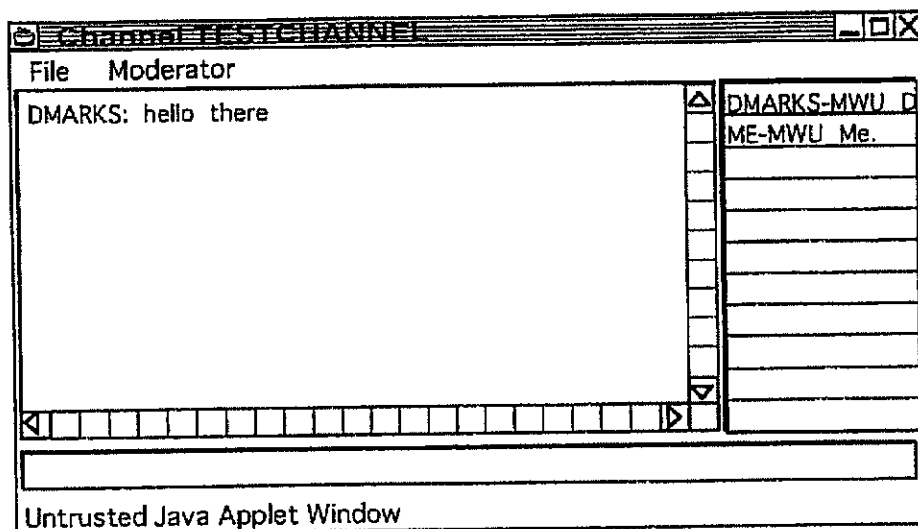 Channel TESTCHANNEL
File Moderator
DMARKS: hello there
DMARKS-MWU D
ME-MWU Me.
Untrusted Java Applet Window